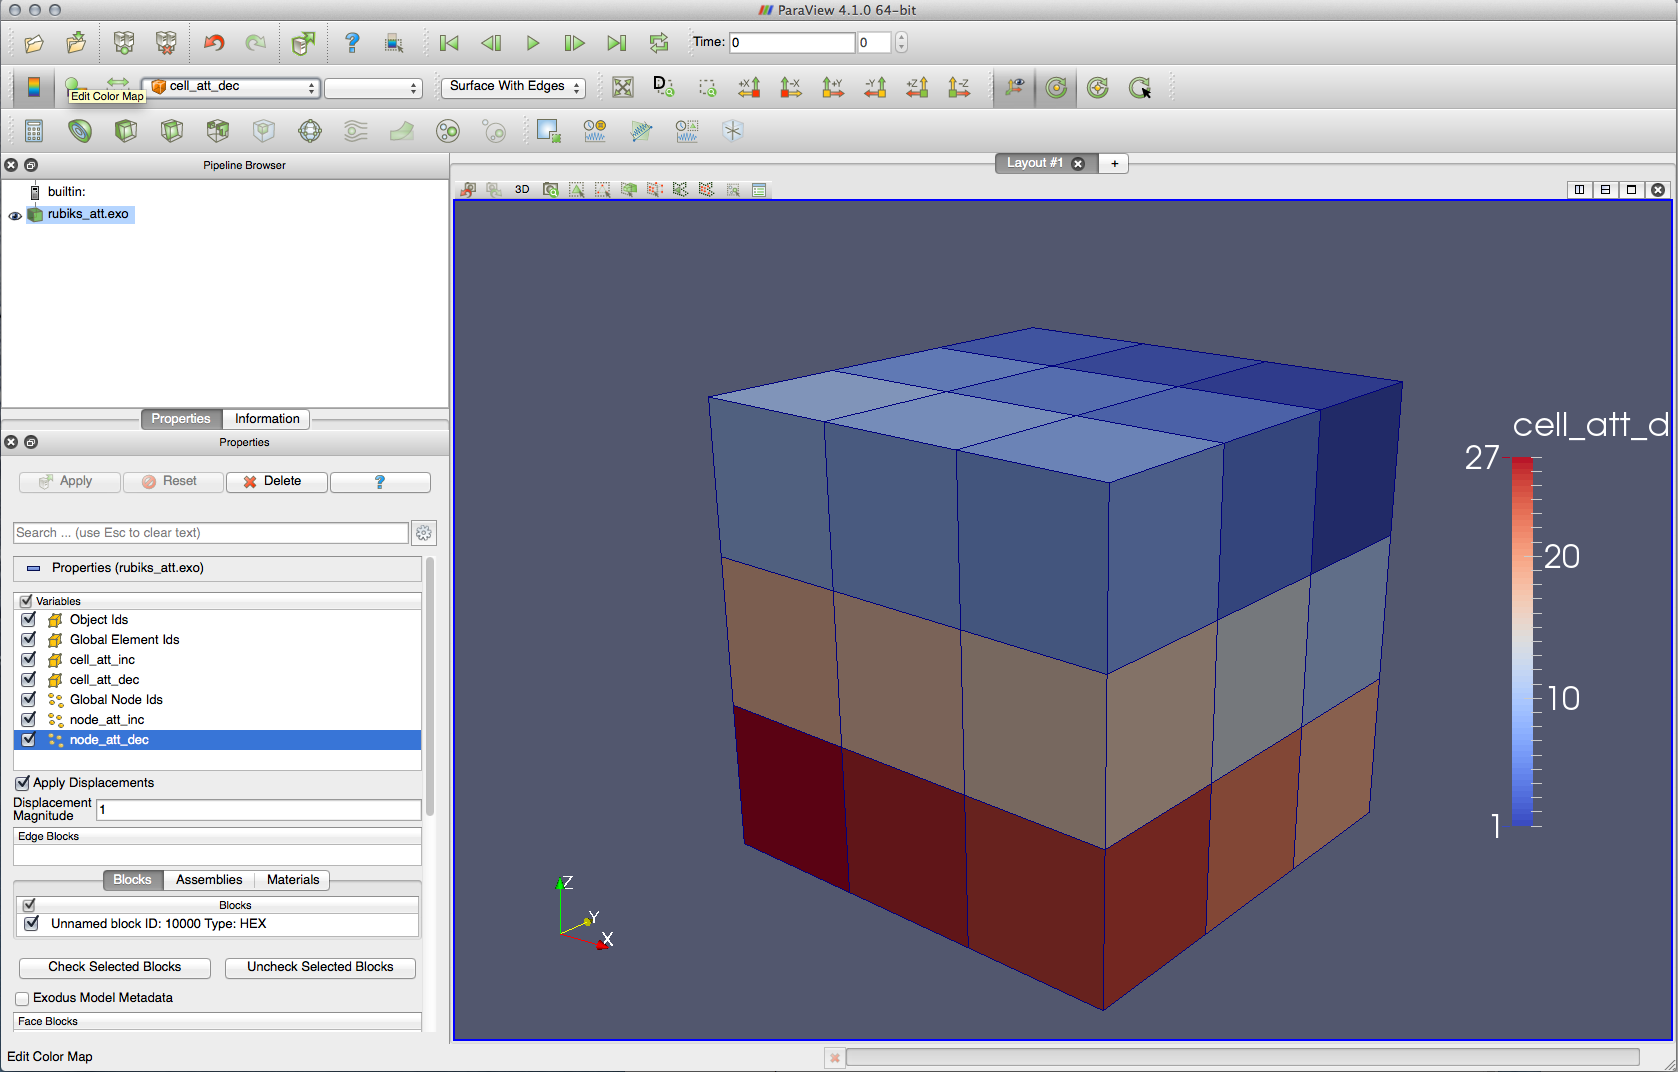 ParaView 4.1.0 64-bit
Time: 0 0
cell_att_dec Surface With Edges
Edit Color Map
Pipeline Browser
Layout #1 +
builtin:
3D
rubiks_att.exo
Properties Information
Properties
Apply Reset Delete ?
Search ... (use Esc to clear text)
Properties (rubiks_att.exo)
Variables
Object Ids
Global Element Ids
cell_att_inc
cell_att_dec
Global Node Ids
node_att_inc
node_att_dec
Apply Displacements
Displacement
Magnitude 1
Edge Blocks
Blocks Assemblies Materials
Blocks
Unnamed block ID: 10000 Type: HEX
Check Selected Blocks Uncheck Selected Blocks
Exodus Model Metadata
Face Blocks
Edit Color Map
cell_att_d
27
20
10
1
Z
Y
X